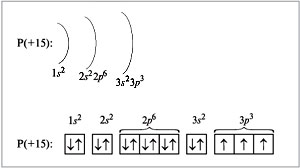 P(+15):
1s² 2s²2p⁶ 3s²3p³
1s² 2s² 2p⁶ 3s² 3p³
P(+15): ↓↑ ↓↑ ↓↑ ↓↑ ↓↑ ↓↑ ↑ ↑ ↑